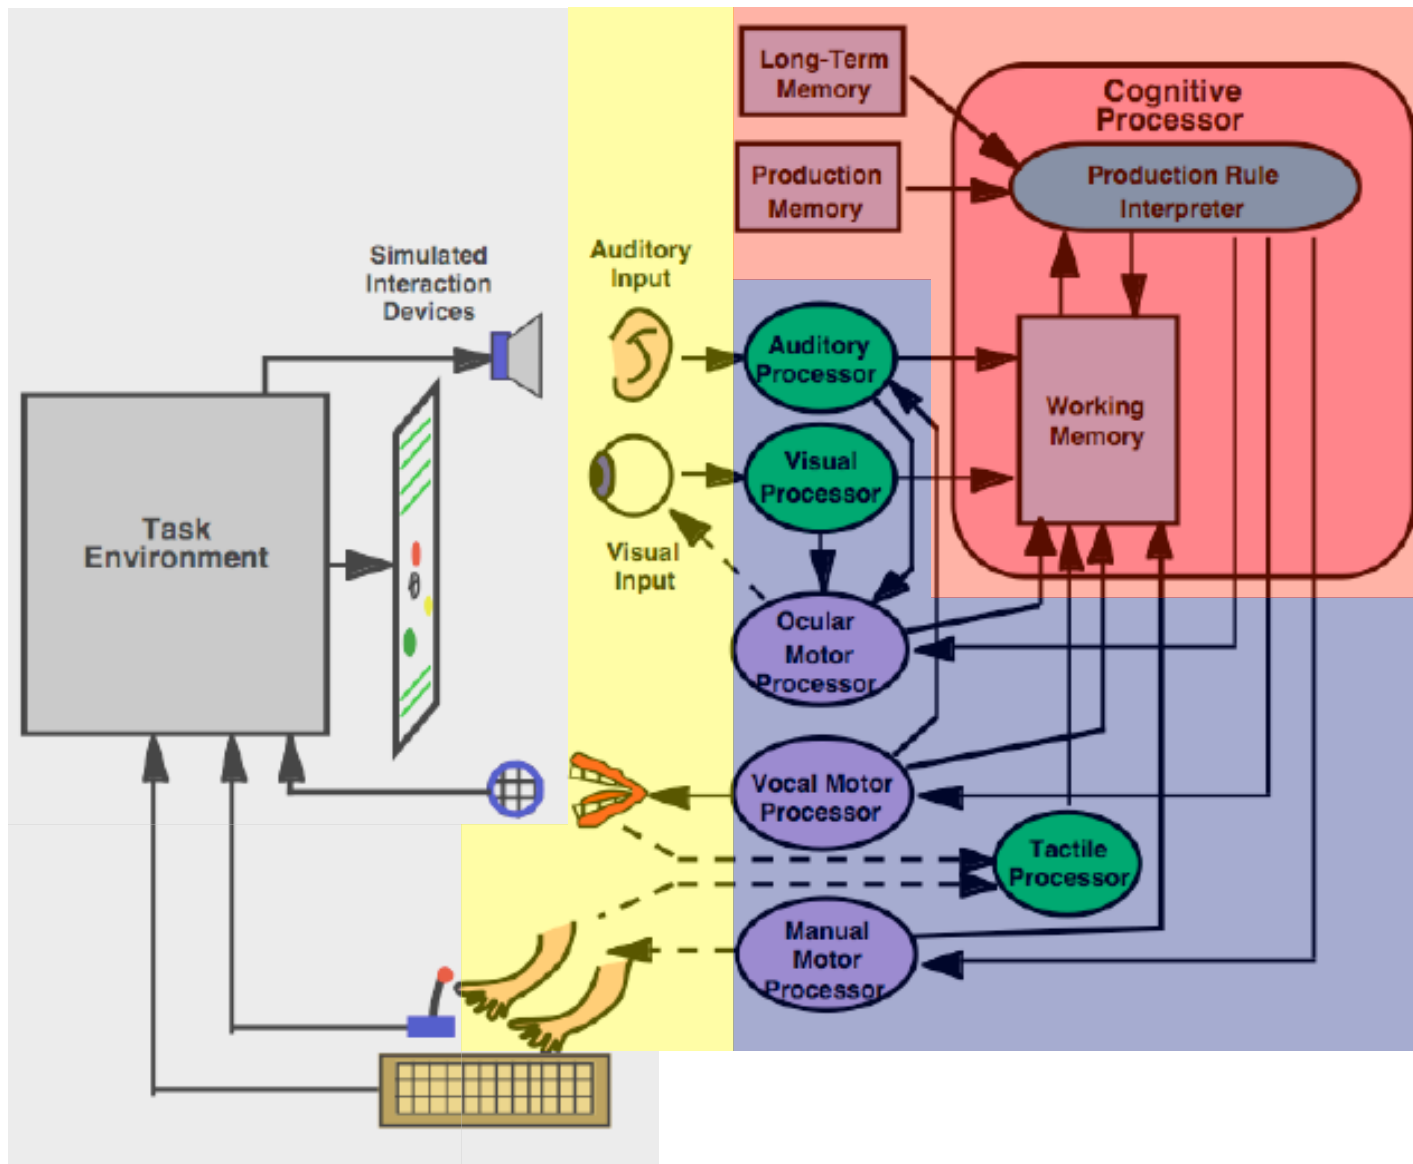 Long-Term
Memory
Cognitive
Processor
Production
Memory
Production Rule
Interpreter
Simulated
Interaction
Devices
Auditory
Input
Auditory
Processor
Working
Memory
Visual
Processor
Task
Environment
Visual
Input
Ocular
Motor
Processor
Vocal Motor
Processor
Tactile
Processor
Manual
Motor
Processor